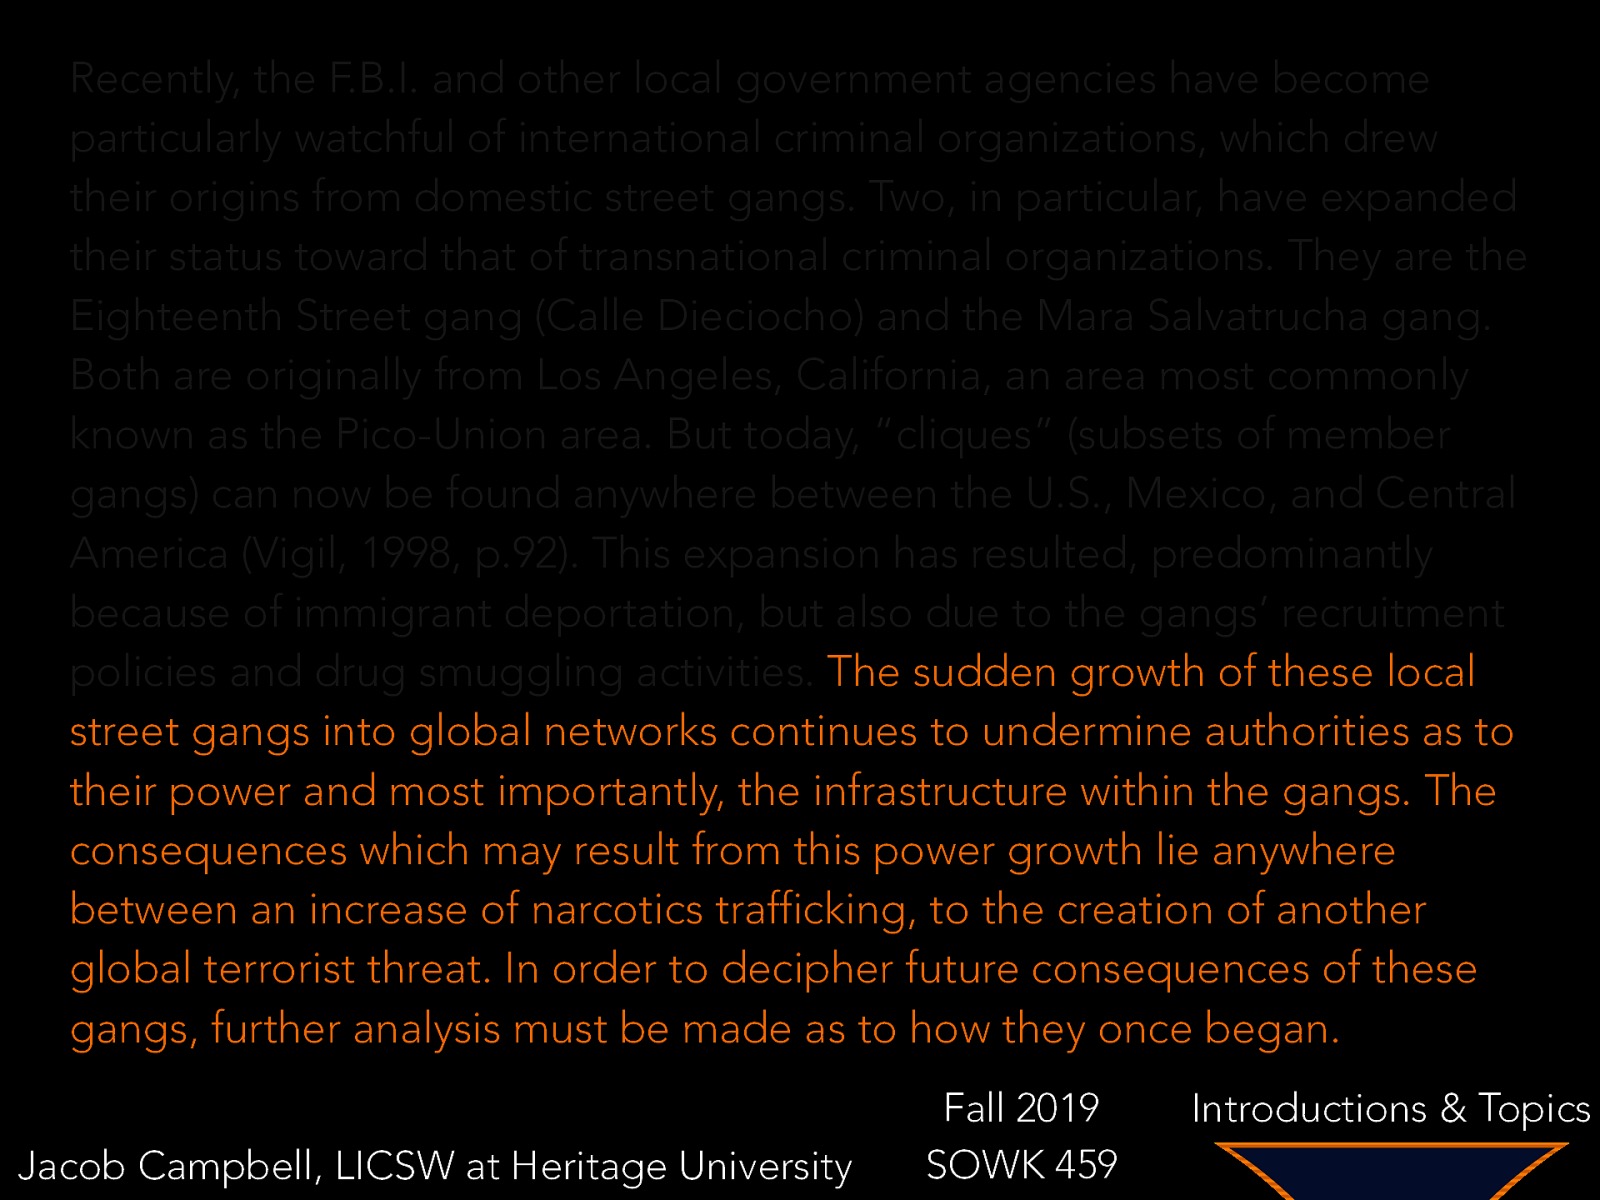 Recently, the F.B.I. and other local government agencies have become
particularly watchful of international criminal organizations, which drew
their origins from domestic street gangs. Two, in particular, have expanded
their status toward that of transnational criminal organizations. They are the
Eighteenth Street gang (Calle Dieciocho) and the Mara Salvatrucha gang.
Both are originally from Los Angeles, California, an area most commonly
known as the Pico-Union area. But today, “cliques” (subsets of member
gangs) can now be found anywhere between the U.S., Mexico, and Central
America (Vigil, 1998, p.92). This expansion has resulted, predominantly
because of immigrant deportation, but also due to the gangs’ recruitment
policies and drug smuggling activities. The sudden growth of these local
street gangs into global networks continues to undermine authorities as to
their power and most importantly, the infrastructure within the gangs. The
consequences which may result from this power growth lie anywhere
between an increase of narcotics trafficking, to the creation of another
global terrorist threat. In order to decipher future consequences of these
gangs, further analysis must be made as to how they once began.
Fall 2019 Introductions & Topics
Jacob Campbell, LICSW at Heritage University SOWK 459